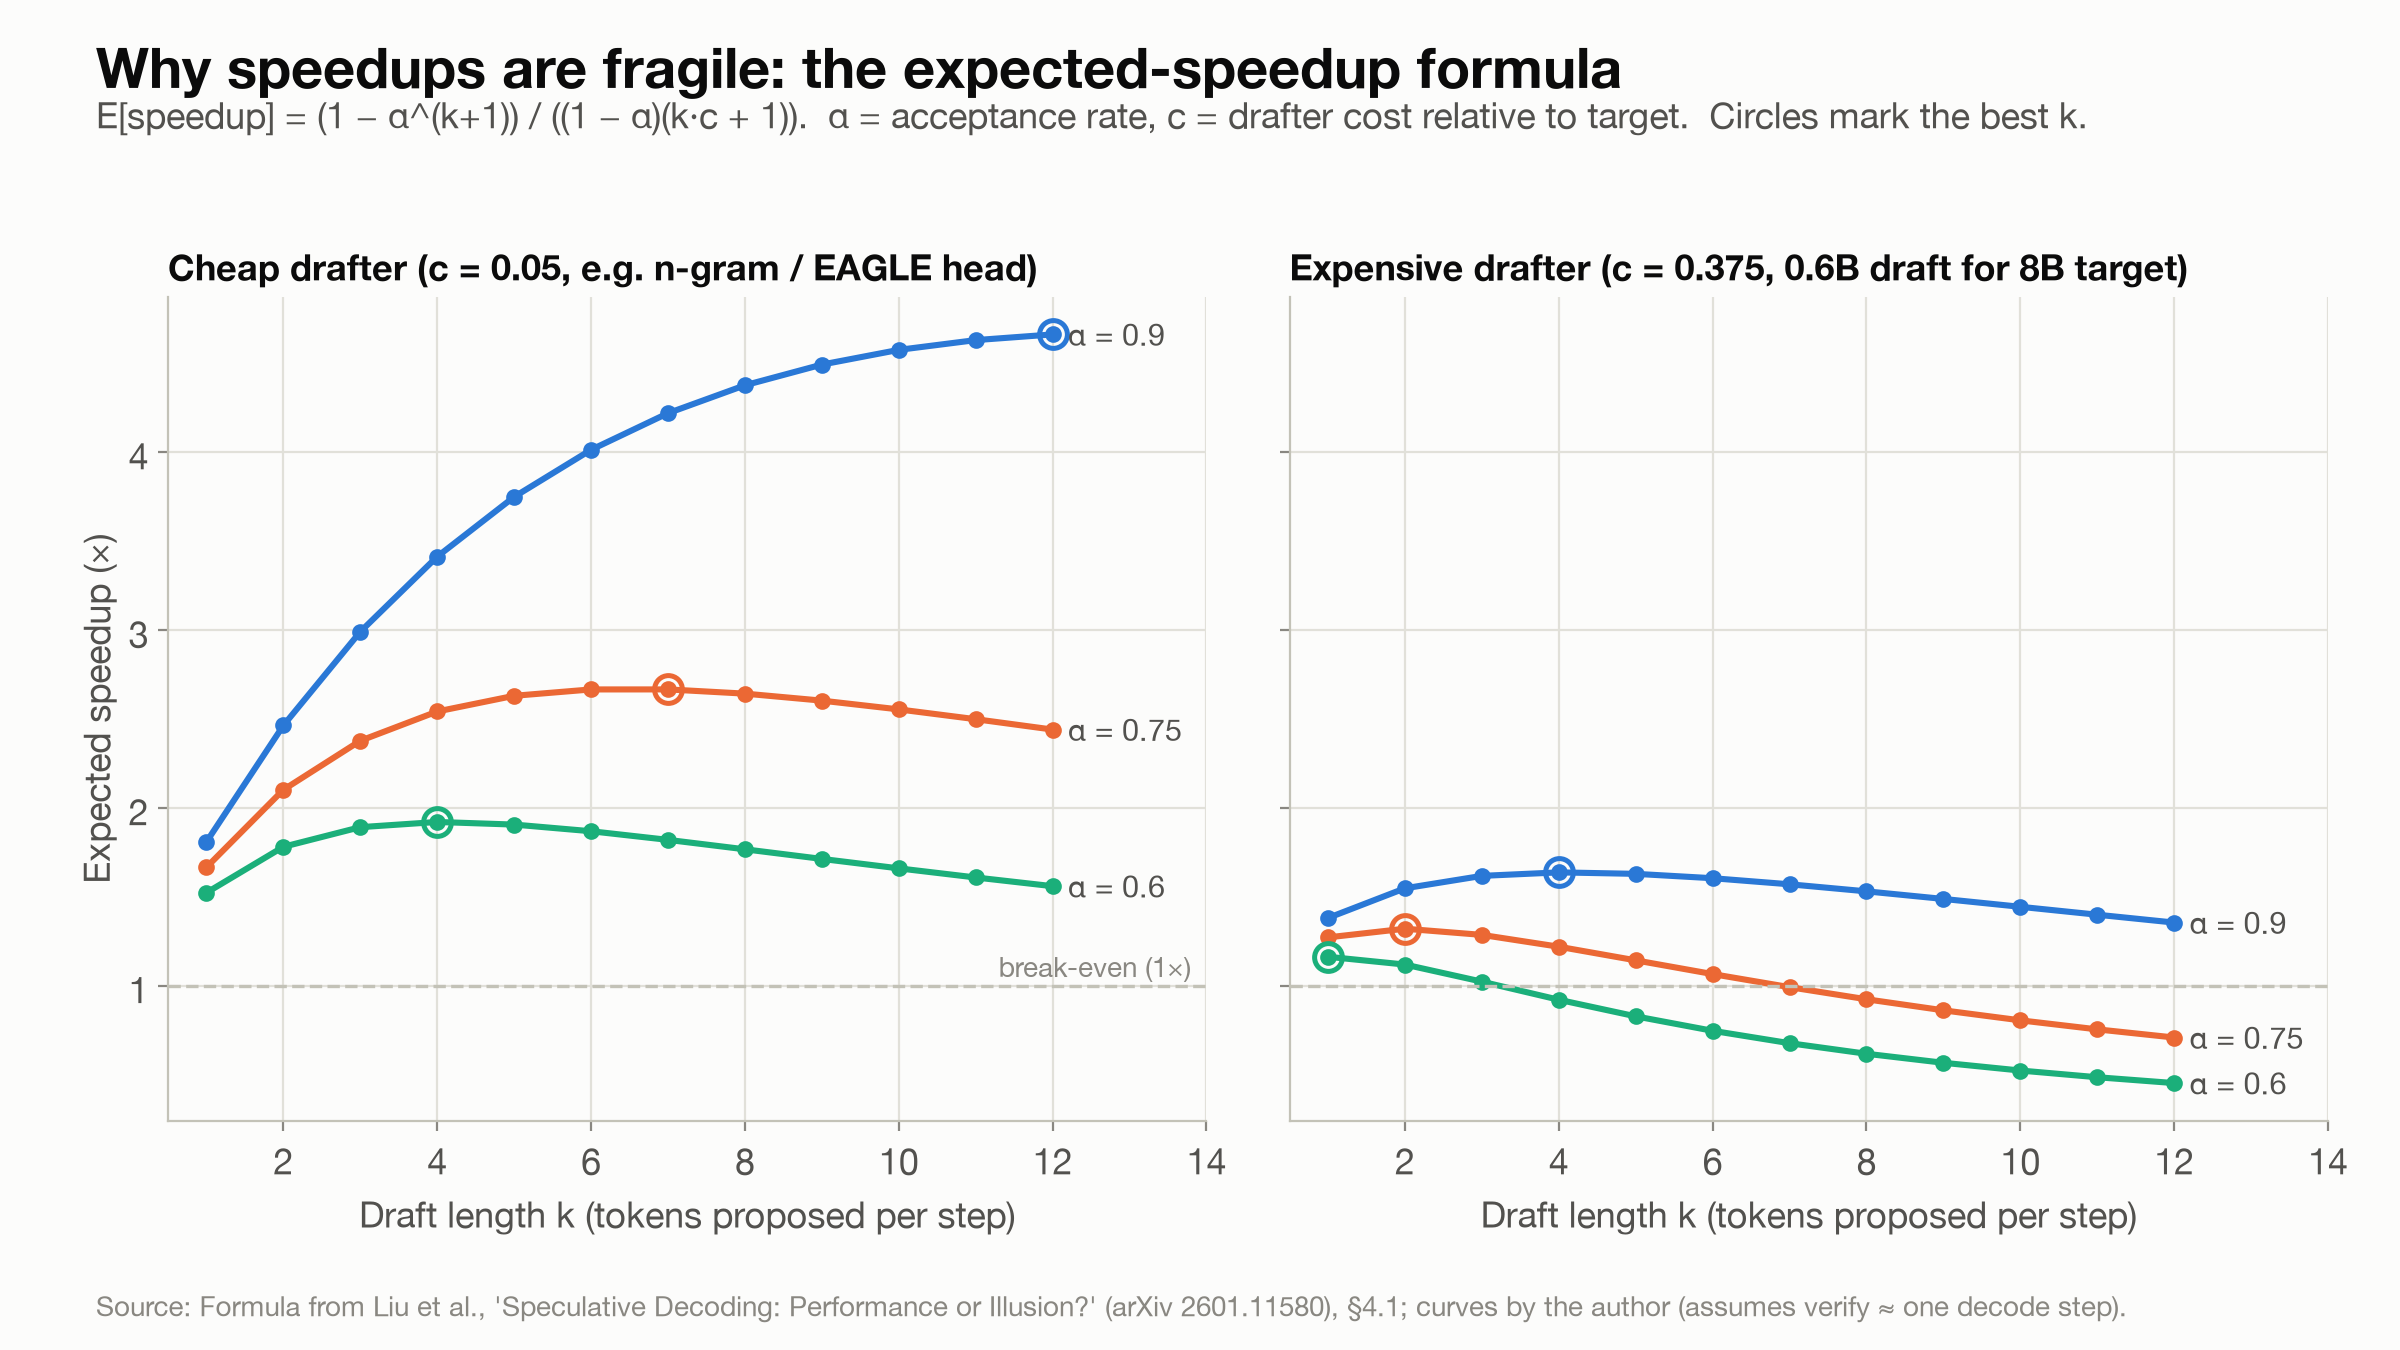 Why speedups are fragile: the expected-speedup formula
E[speedup] = (1 − α^(k+1)) / ((1 − α)(k·c + 1)).  α = acceptance rate, c = drafter cost relative to target.  Circles mark the best k.
Cheap drafter (c = 0.05, e.g. n-gram / EAGLE head)
Expected speedup (×)
4
3
2
1
α = 0.9
α = 0.75
α = 0.6
break-even (1×)
2 4 6 8 10 12 14
Draft length k (tokens proposed per step)
Expensive drafter (c = 0.375, 0.6B draft for 8B target)
α = 0.9
α = 0.75
α = 0.6
2 4 6 8 10 12 14
Draft length k (tokens proposed per step)
Source: Formula from Liu et al., 'Speculative Decoding: Performance or Illusion?' (arXiv 2601.11580), §4.1; curves by the author (assumes verify ≈ one decode step).